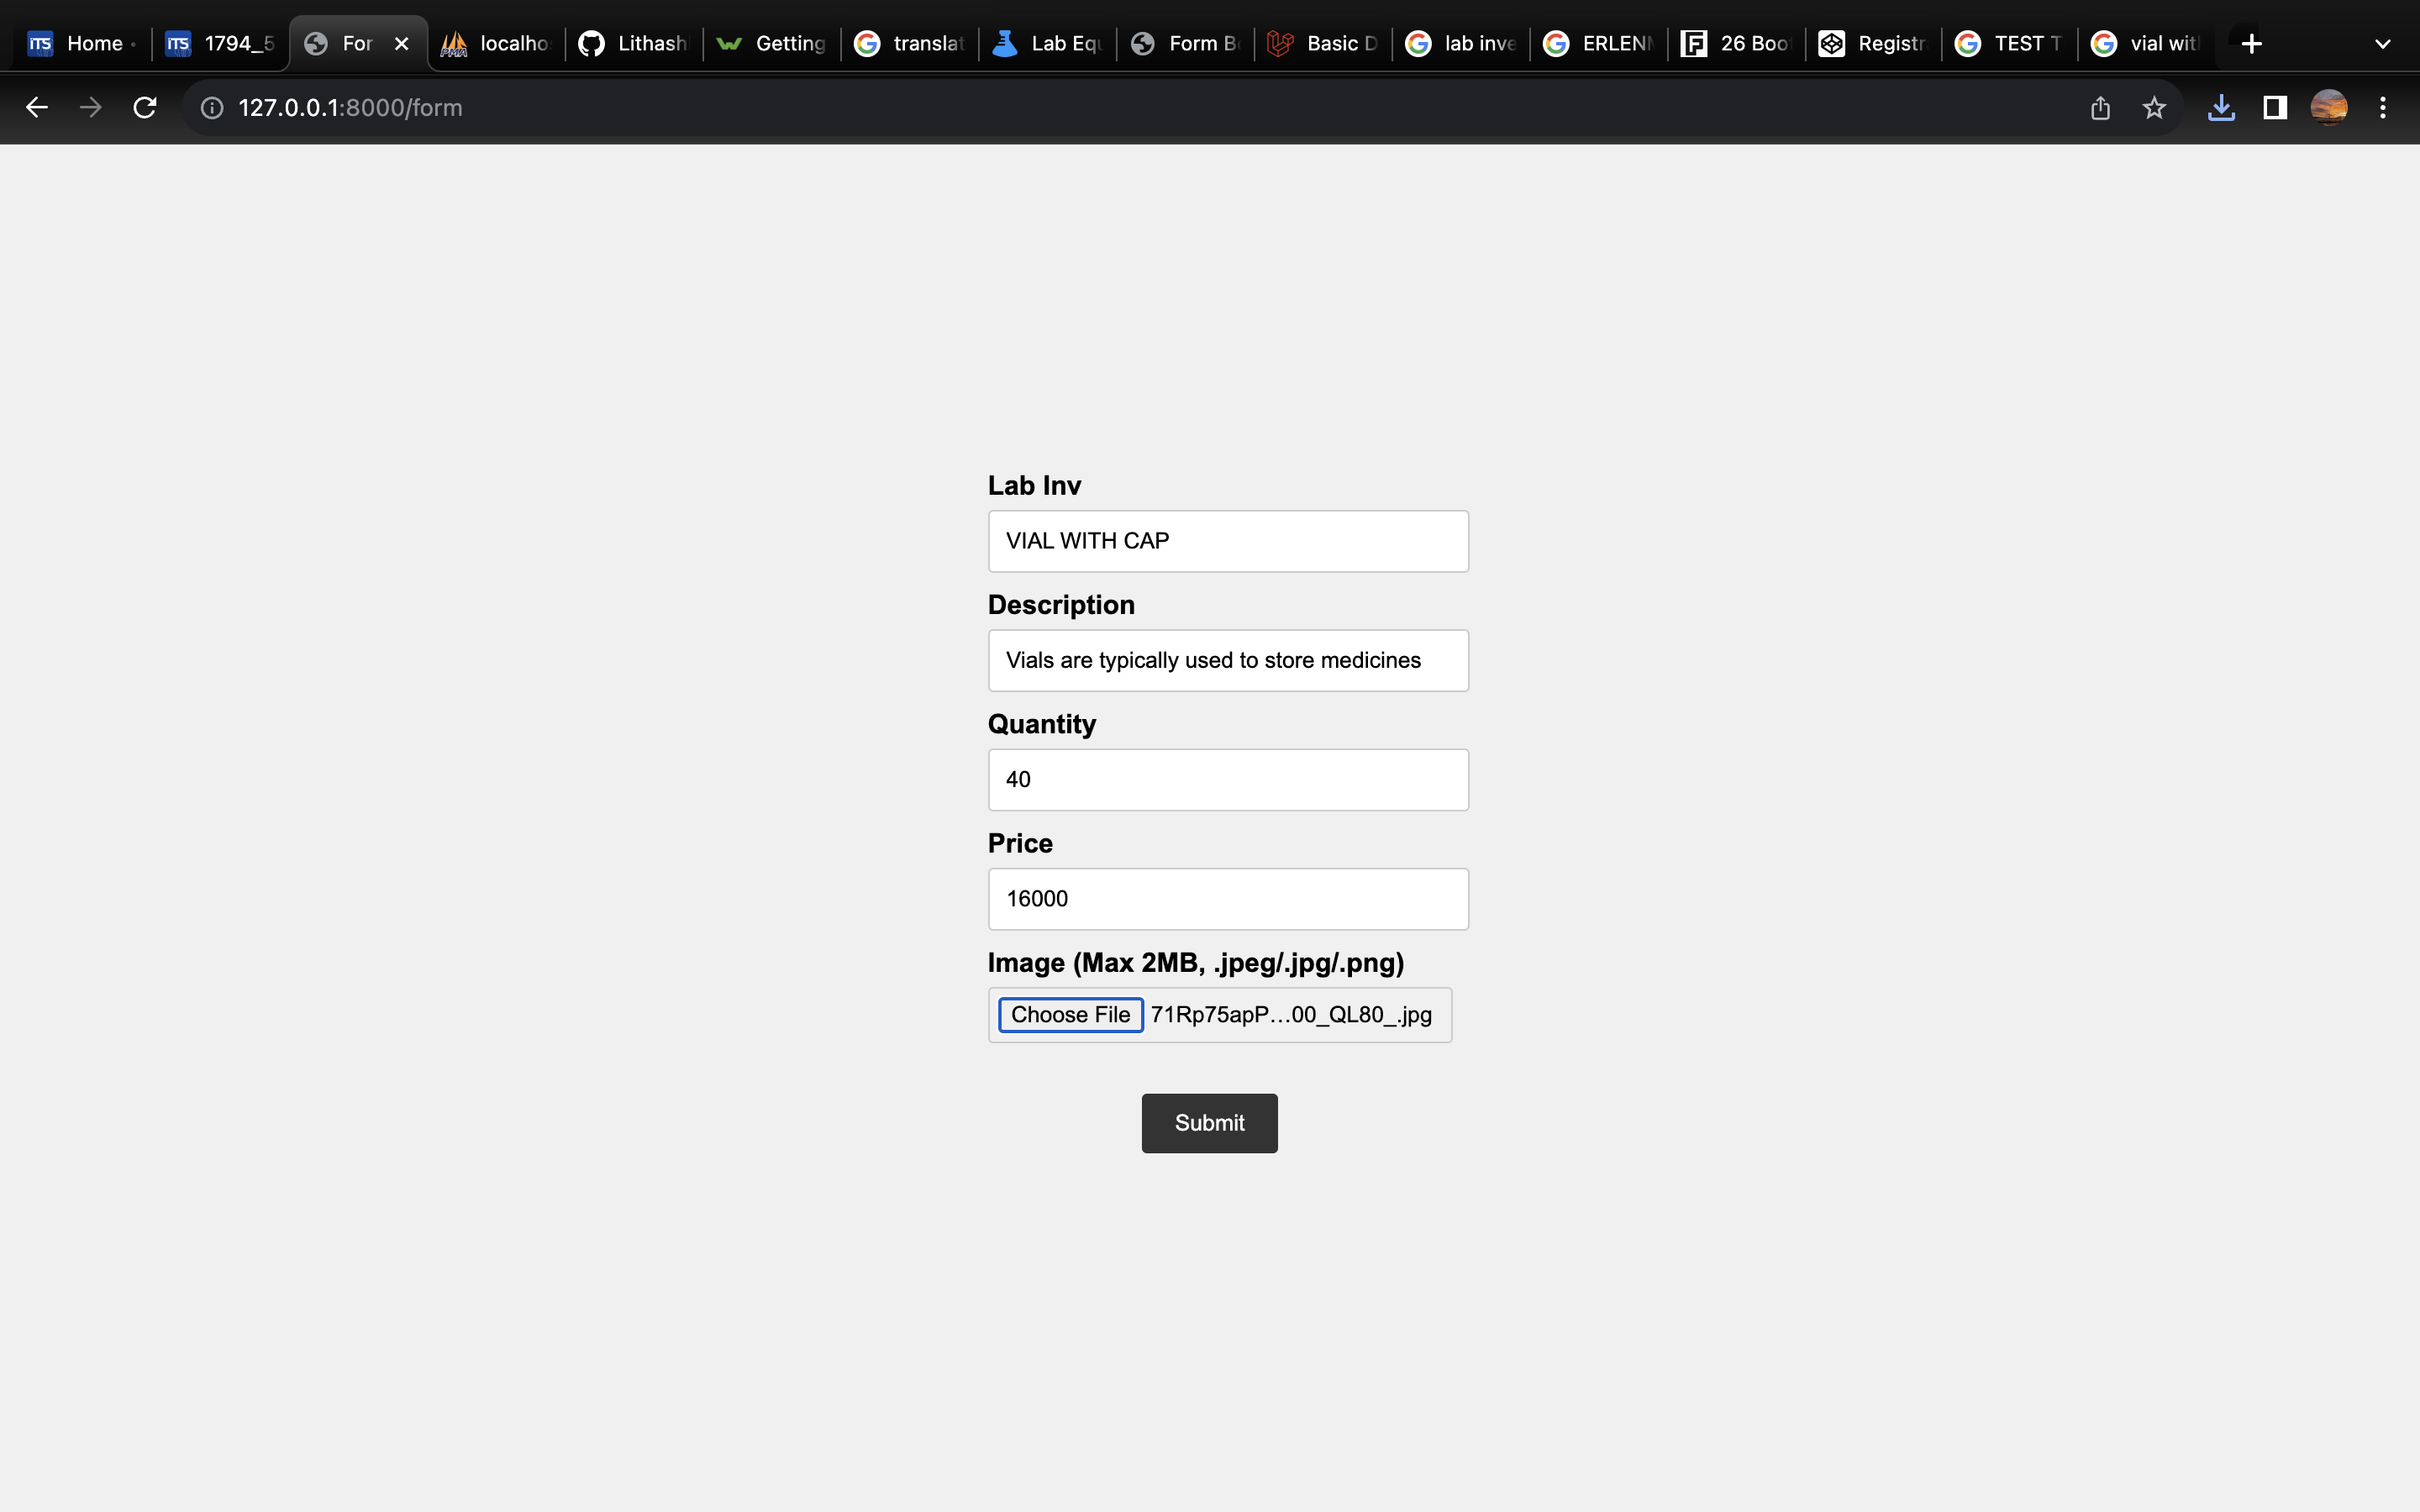 Home 1794_5 For localho Lithash Getting translat Lab Equ Form Bo Basic D lab inve ERLEN 26 Boo Registr TEST T vial wit
127.0.0.1:8000/form
Lab Inv
VIAL WITH CAP
Description
Vials are typically used to store medicines
Quantity
40
Price
16000
Image (Max 2MB, .jpeg/.jpg/.png)
Choose File 71Rp75apP...00_QL80_.jpg
Submit